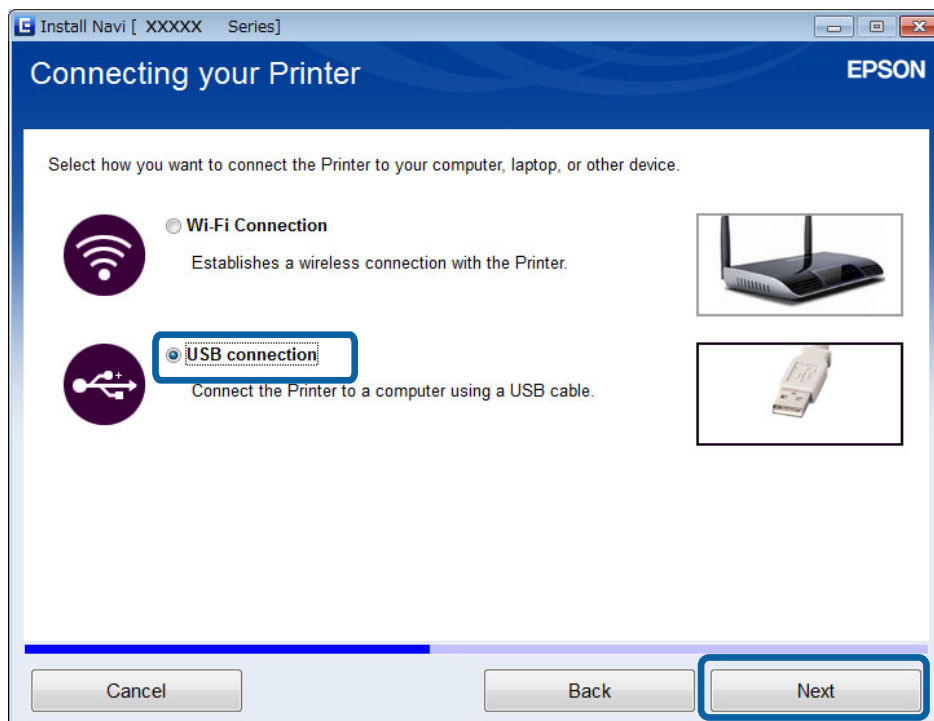 Install Navi [ XXXXX Series]
Connecting your Printer
EPSON
Select how you want to connect the Printer to your computer, laptop, or other device.
Wi-Fi Connection
Establishes a wireless connection with the Printer.
USB connection
Connect the Printer to a computer using a USB cable.
Cancel
Back
Next